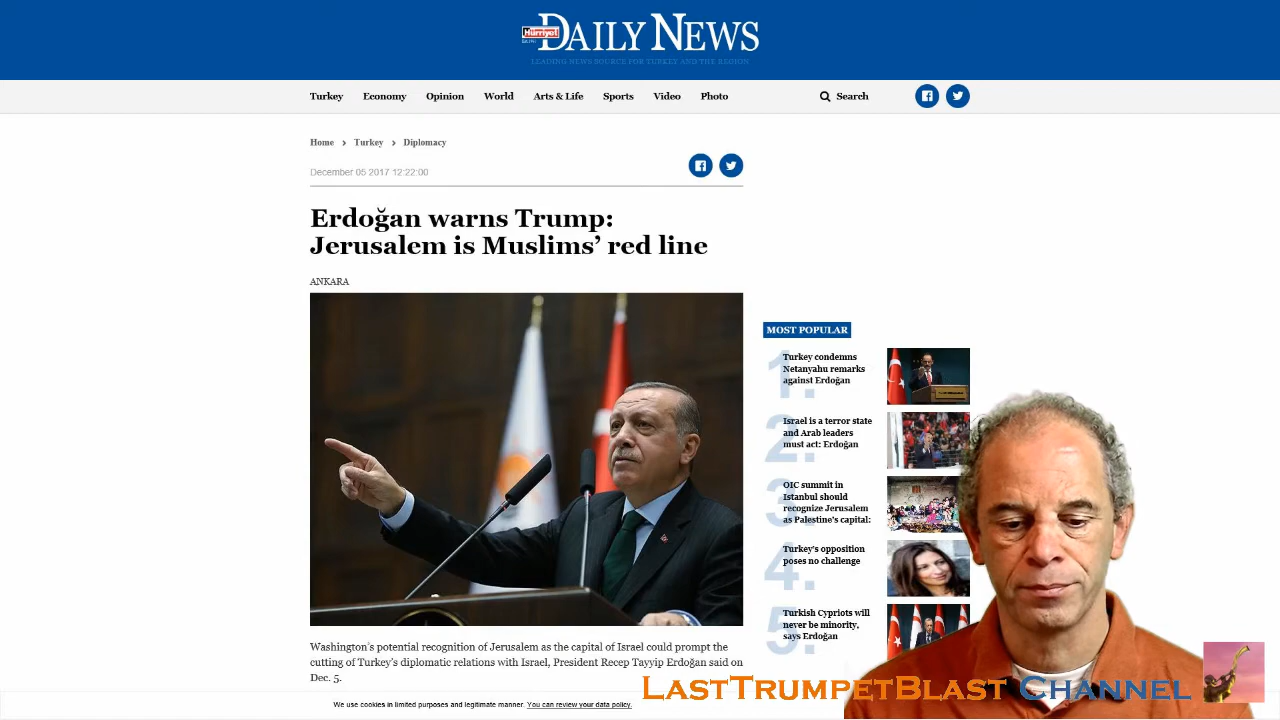 Hürriyet
DAILY NEWS
LEADING NEWS SOURCE FOR TURKEY AND THE REGION
Turkey Economy Opinion World Arts & Life Sports Video Photo Search
Home › Turkey › Diplomacy
December 05 2017 12:22:00
Erdoğan warns Trump:
Jerusalem is Muslims’ red line
ANKARA
Washington’s potential recognition of Jerusalem as the capital of Israel could prompt the
cutting of Turkey’s diplomatic relations with Israel, President Recep Tayyip Erdoğan said on
Dec. 5.
MOST POPULAR
1.
Turkey condemns
Netanyahu remarks
against Erdoğan
2.
Israel is a terror state
and Arab leaders
must act: Erdoğan
3.
OIC summit in
Istanbul should
recognize Jerusalem
as Palestine's capital:
4.
Turkey's opposition
poses no challenge
5.
Turkish Cypriots will
never be minority,
says Erdoğan
LASTTRUMPETBLAST CHANNEL
We use cookies in limited purposes and legitimate manner. You can review your data policy.